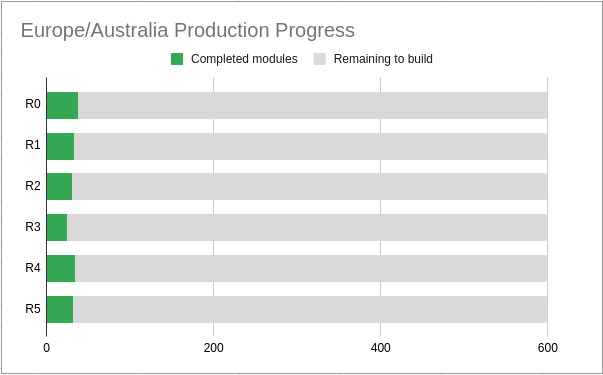 Europe/Australia Production Progress
Completed modules
Remaining to build
R0
R1
R2
R3
R4
R5
0
200
400
600